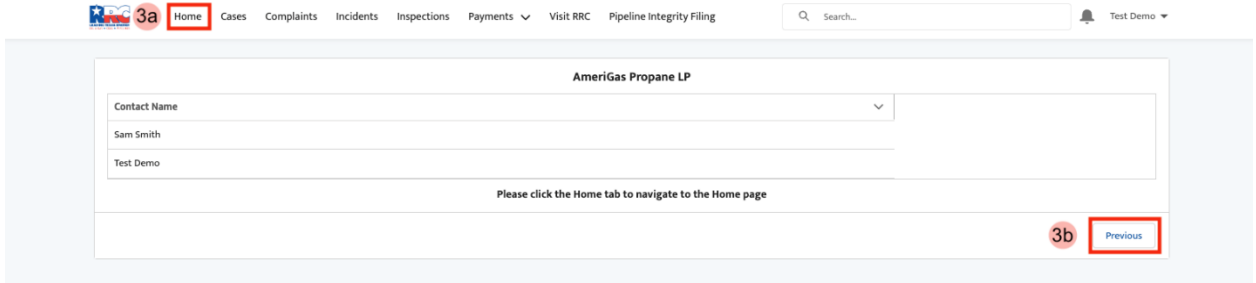 RRC 3a Home Cases Complaints Incidents Inspections Payments Visit RRC Pipeline Integrity Filing Search... Test Demo
AmeriGas Propane LP
Contact Name
Sam Smith
Test Demo
Please click the Home tab to navigate to the Home page
3b Previous